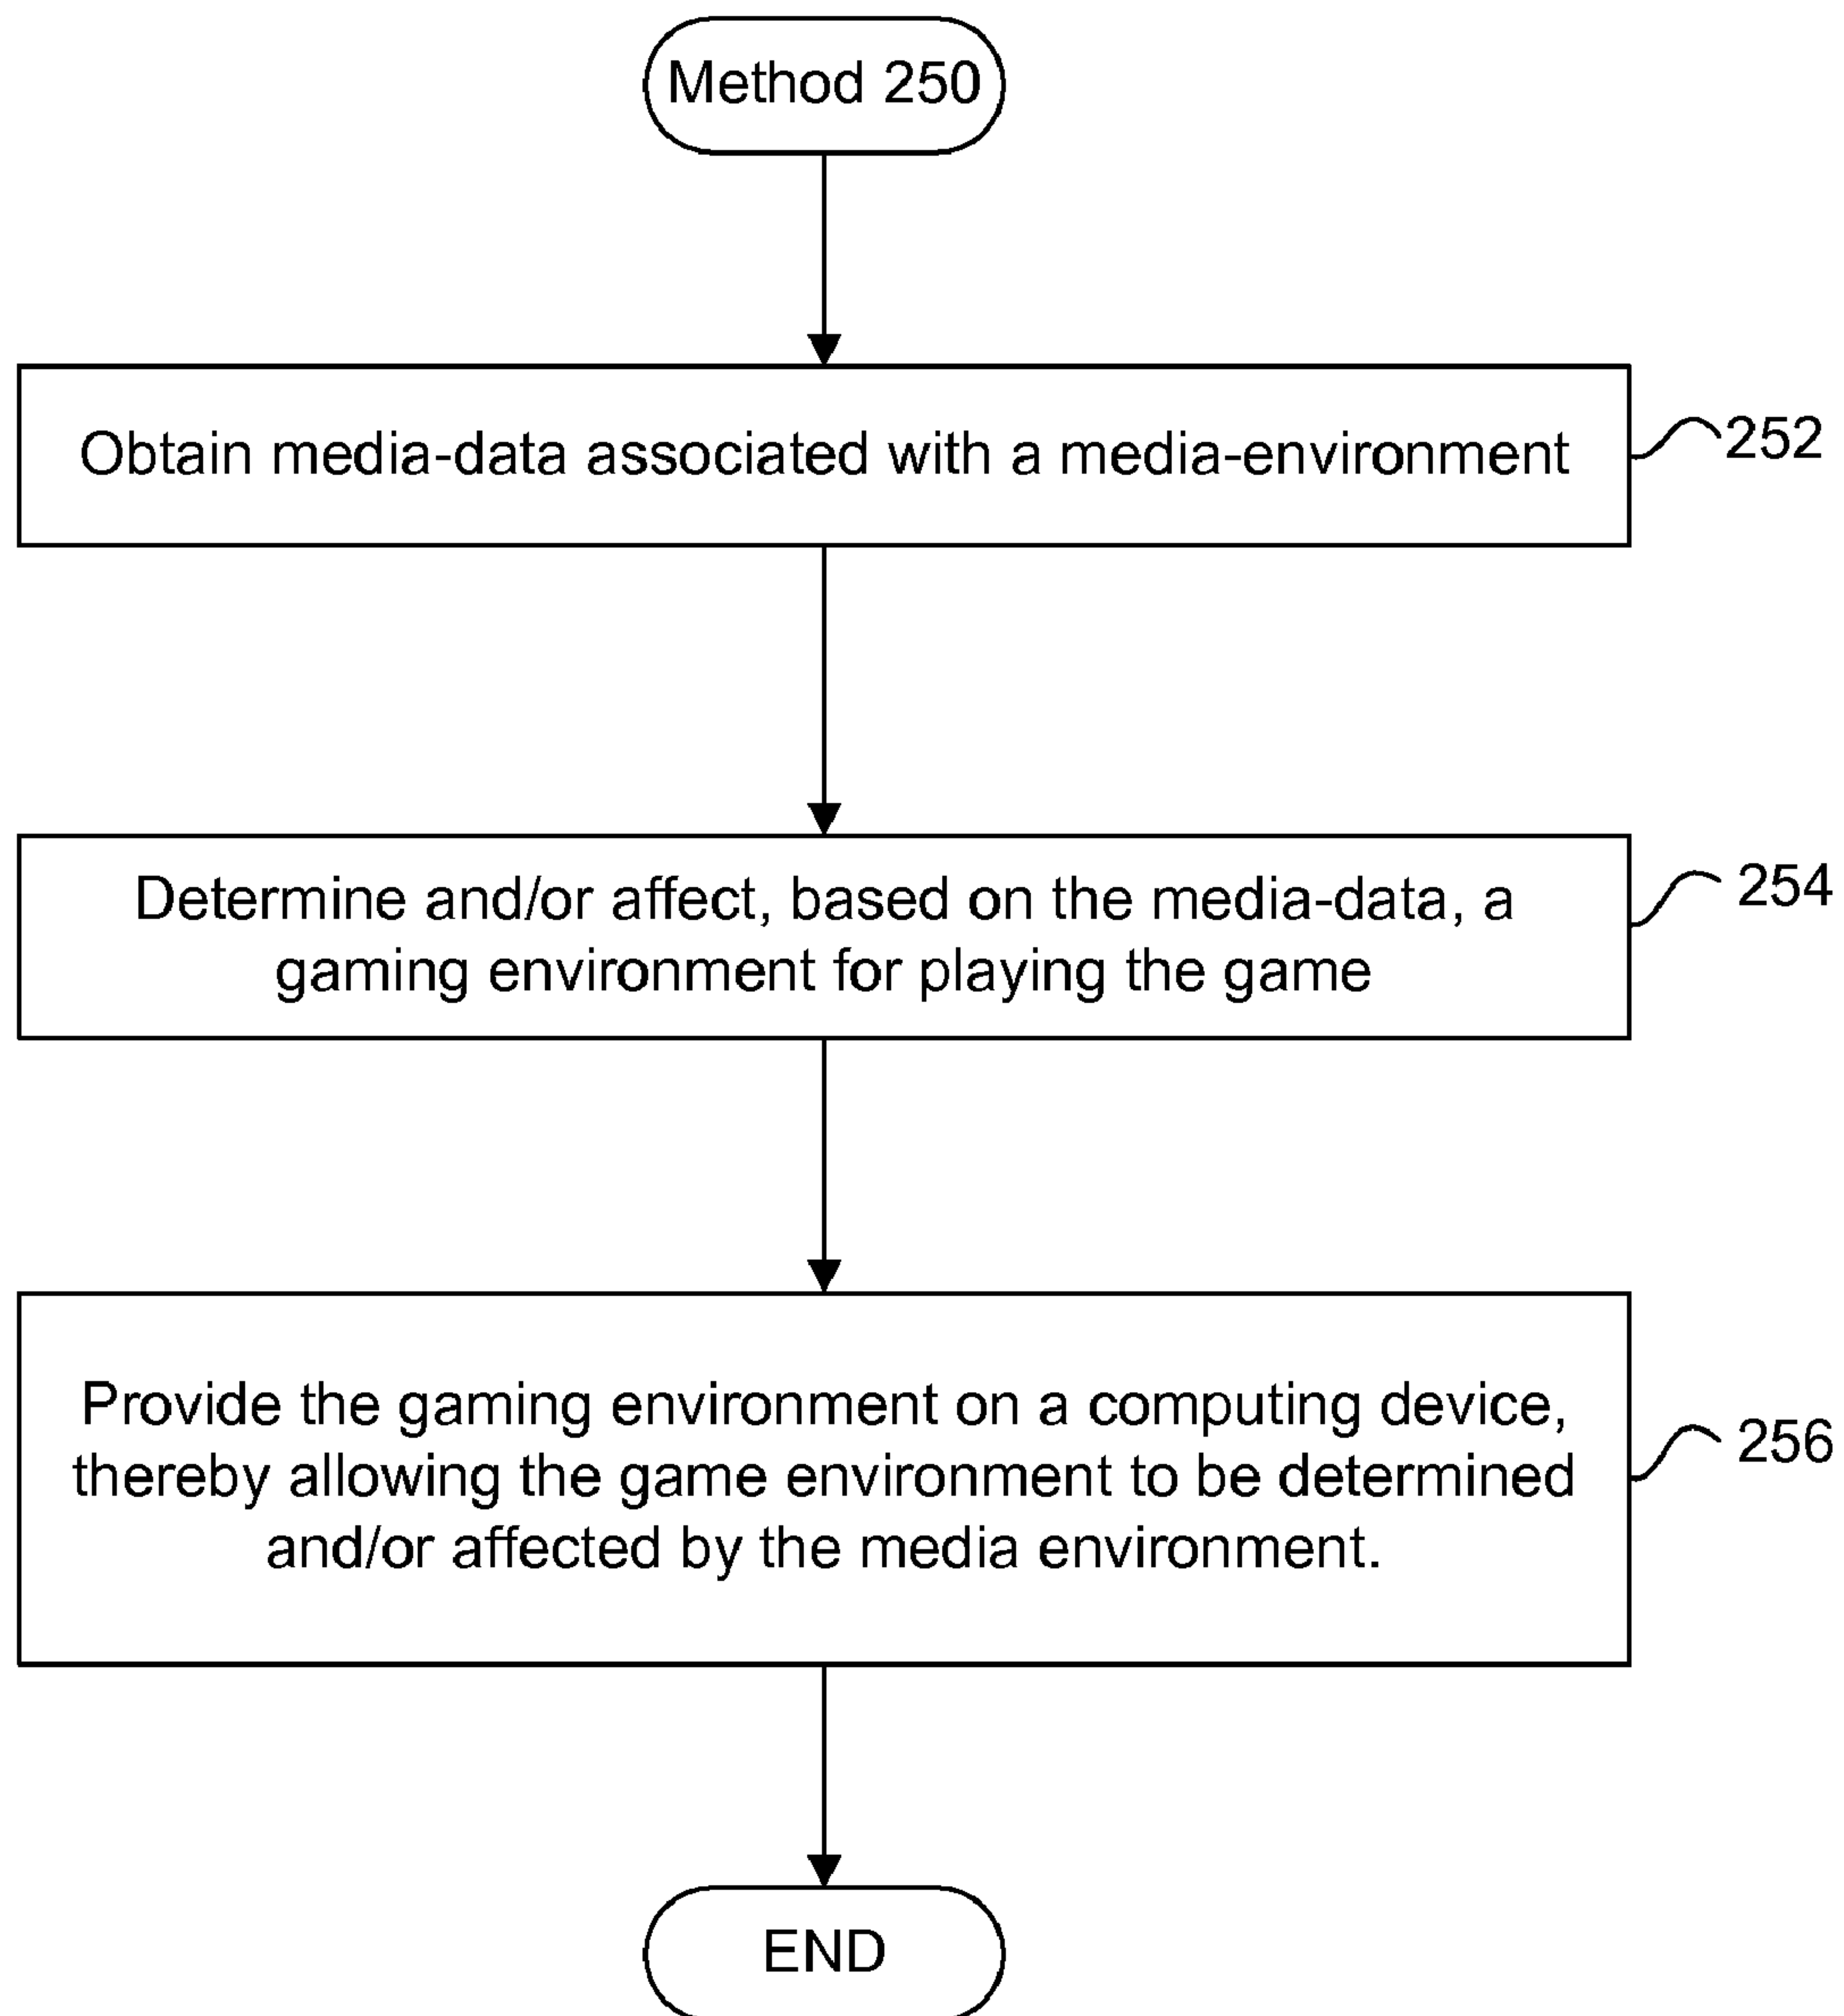 Method 250
Obtain media-data associated with a media-environment
252
Determine and/or affect, based on the media-data, a
gaming environment for playing the game
254
Provide the gaming environment on a computing device,
thereby allowing the game environment to be determined
and/or affected by the media environment.
256
END